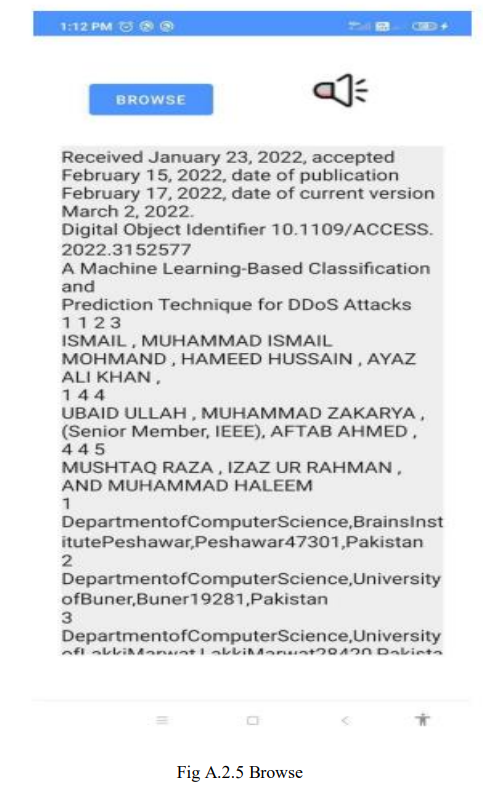 1:12 PM
BROWSE
Received January 23, 2022, accepted
February 15, 2022, date of publication
February 17, 2022, date of current version
March 2, 2022.
Digital Object Identifier 10.1109/ACCESS.
2022.3152577
A Machine Learning-Based Classification
and
Prediction Technique for DDoS Attacks
1 1 2 3
ISMAIL , MUHAMMAD ISMAIL
MOHMAND , HAMEED HUSSAIN , AYAZ
ALI KHAN ,
1 4 4
UBAID ULLAH , MUHAMMAD ZAKARYA ,
(Senior Member, IEEE), AFTAB AHMED ,
4 4 5
MUSHTAQ RAZA , IZAZ UR RAHMAN ,
AND MUHAMMAD HALEEM
1
DepartmentofComputerScience,BrainsInst
itutePeshawar,Peshawar47301,Pakistan
2
DepartmentofComputerScience,University
ofBuner,Buner19281,Pakistan
3
DepartmentofComputerScience,University
ofLakkiMarwat,LakkiMarwat28420,Pakista
Fig A.2.5 Browse